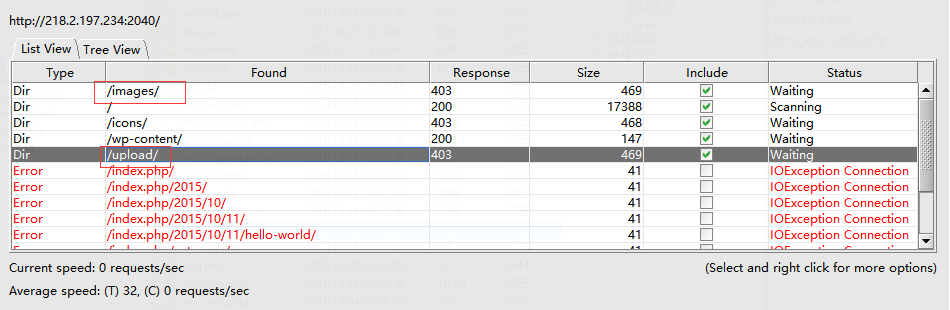 http://218.2.197.234:2040/
List View Tree View
Type Found Response Size Include Status
Dir /images/ 403 469 Waiting
Dir / 200 17388 Scanning
Dir /icons/ 403 468 Waiting
Dir /wp-content/ 200 147 Waiting
Dir /upload/ 403 469 Waiting
Error /index.php/ 41 IOException Connection
Error /index.php/2015/ 41 IOException Connection
Error /index.php/2015/10/ 41 IOException Connection
Error /index.php/2015/10/11/ 41 IOException Connection
Error /index.php/2015/10/11/hello-world/ 41 IOException Connection
Current speed: 0 requests/sec (Select and right click for more options)
Average speed: (T) 32, (C) 0 requests/sec